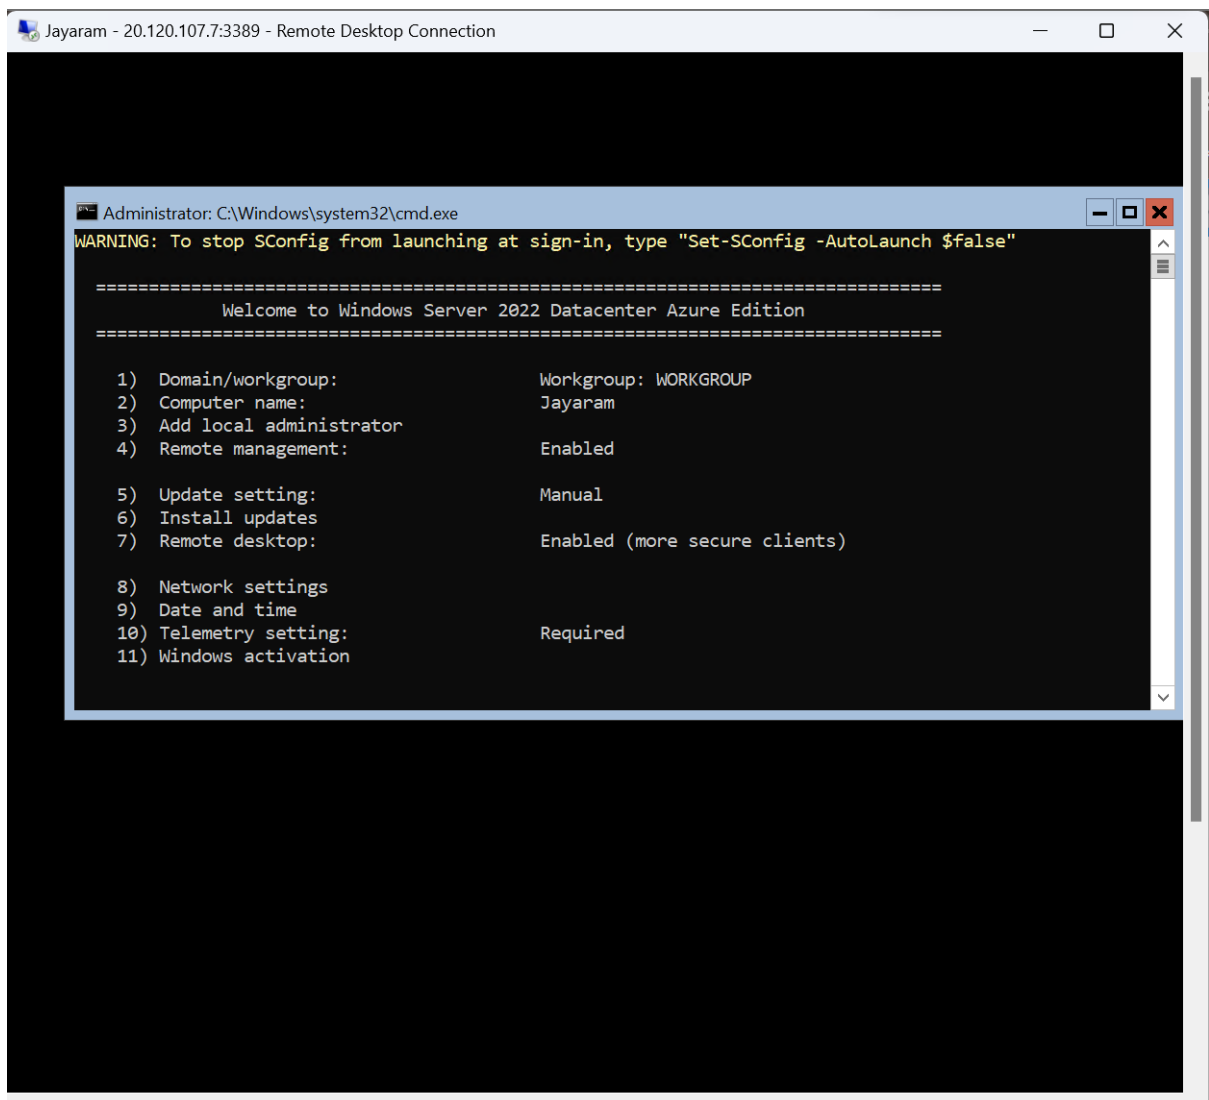 Jayaram - 20.120.107.7:3389 - Remote Desktop Connection
Administrator: C:\Windows\system32\cmd.exe
WARNING: To stop SConfig from launching at sign-in, type "Set-SConfig -AutoLaunch $false"
================================================================================
Welcome to Windows Server 2022 Datacenter Azure Edition
================================================================================
1) Domain/workgroup: Workgroup: WORKGROUP
2) Computer name: Jayaram
3) Add local administrator
4) Remote management: Enabled
5) Update setting: Manual
6) Install updates
7) Remote desktop: Enabled (more secure clients)
8) Network settings
9) Date and time
10) Telemetry setting: Required
11) Windows activation